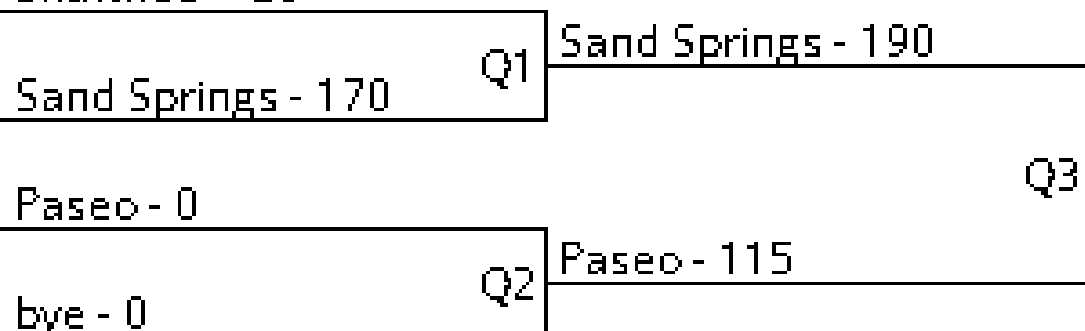 Sand Springs - 190
Q1
Sand Springs - 170
Q3
Paseo - 0
Paseo - 115
Q2
bye - 0